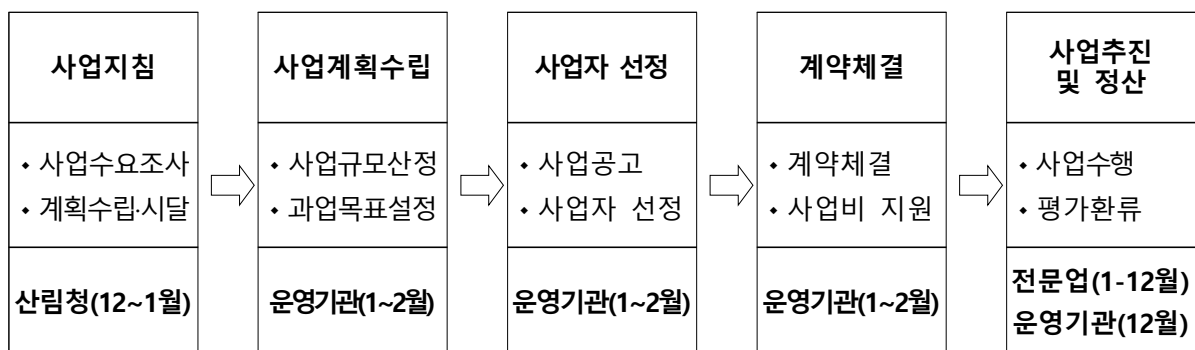 사업지침
• 사업수요조사
• 계획수립·시달
산림청(12~1월)
사업계획수립
• 사업규모산정
• 과업목표설정
운영기관(1~2월)
사업자 선정
• 사업공고
• 사업자 선정
운영기관(1~2월)
계약체결
• 계약체결
• 사업비 지원
운영기관(1~2월)
사업추진
및 정산
• 사업수행
• 평가환류
전문업(1-12월)
운영기관(12월)